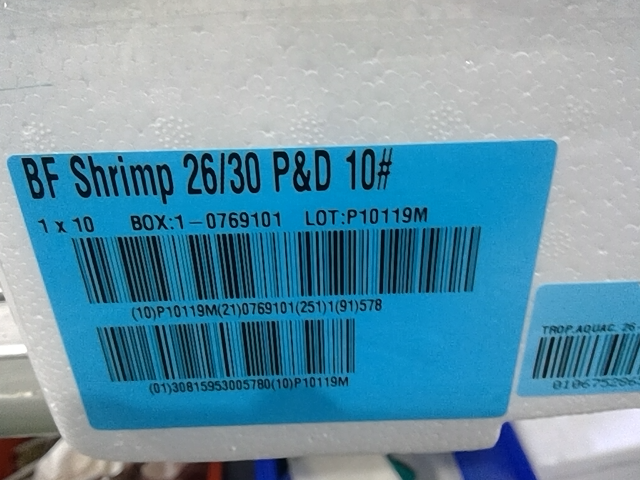 BF Shrimp 26/30 P&D 10#
1 x 10 BOX:1-0769101 LOT:P10119M
(10)P10119M(21)0769101(251)1(91)578
(01)30815953005780(10)P10119M
TROP.AQUAC. 26